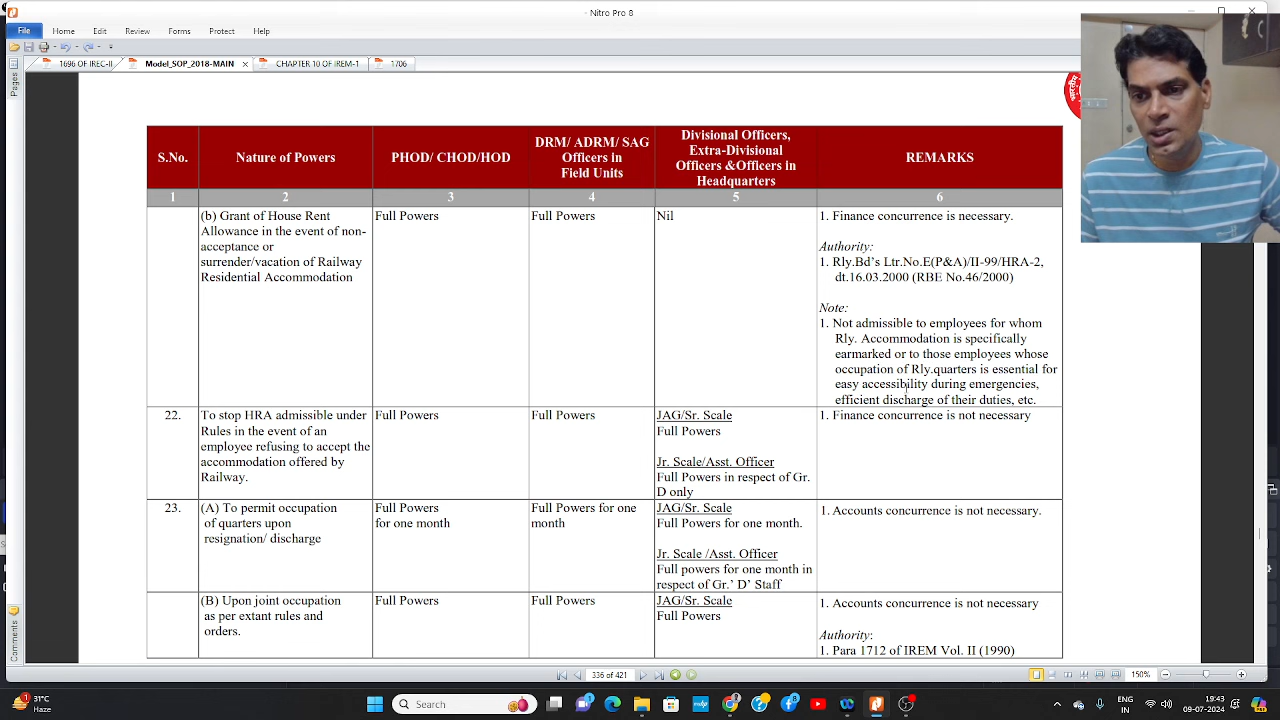 - Nitro Pro 8
File Home Edit Review Forms Protect Help
1696 OF IREC-II Model_SOP_2018-MAIN CHAPTER 10 OF IREM-1 1706
Pages
S.No.
Nature of Powers
PHOD/ CHOD/HOD
DRM/ ADRM/ SAG
Officers in
Field Units
Divisional Officers,
Extra-Divisional
Officers &Officers in
Headquarters
REMARKS
1 2 3 4 5 6
(b) Grant of House Rent
Allowance in the event of non-
acceptance or
surrender/vacation of Railway
Residential Accommodation
Full Powers
Full Powers
Nil
1. Finance concurrence is necessary.
Authority:
1. Rly.Bd's Ltr.No.E(P&A)/II-99/HRA-2,
dt.16.03.2000 (RBE No.46/2000)
Note:
1. Not admissible to employees for whom
Rly. Accommodation is specifically
earmarked or to those employees whose
occupation of Rly.quarters is essential for
easy accessibility during emergencies,
efficient discharge of their duties, etc.
22.
To stop HRA admissible under
Rules in the event of an
employee refusing to accept the
accommodation offered by
Railway.
Full Powers
Full Powers
JAG/Sr. Scale
Full Powers
Jr. Scale/Asst. Officer
Full Powers in respect of Gr.
D only
1. Finance concurrence is not necessary
23.
(A) To permit occupation
of quarters upon
resignation/ discharge
Full Powers
for one month
Full Powers for one
month
JAG/Sr. Scale
Full Powers for one month.
Jr. Scale /Asst. Officer
Full powers for one month in
respect of Gr.' D' Staff
1. Accounts concurrence is not necessary.
(B) Upon joint occupation
as per extant rules and
orders.
Full Powers
Full Powers
JAG/Sr. Scale
Full Powers
1. Accounts concurrence is not necessary
Authority:
1. Para 1712 of IREM Vol. II (1990)
Comments
336 of 421
150%
31°C
Haze
Search
ENG
IN
19:43
09-07-2024